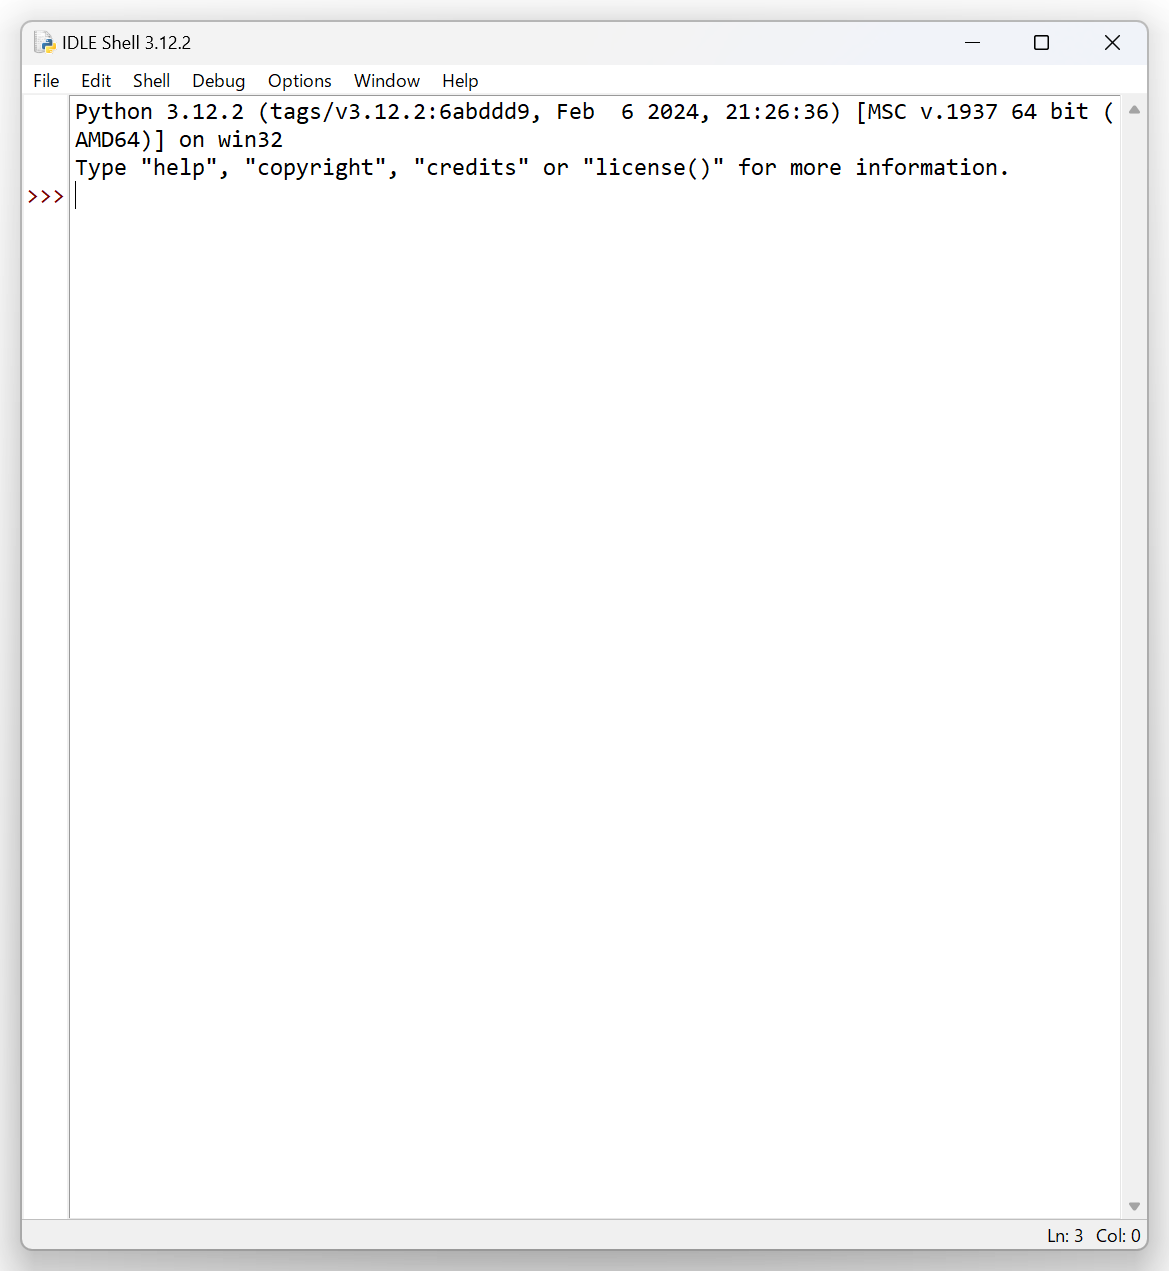 IDLE Shell 3.12.2
File Edit Shell Debug Options Window Help
Python 3.12.2 (tags/v3.12.2:6abddd9, Feb  6 2024, 21:26:36) [MSC v.1937 64 bit (
AMD64)] on win32
Type "help", "copyright", "credits" or "license()" for more information.
>>>
Ln: 3 Col: 0